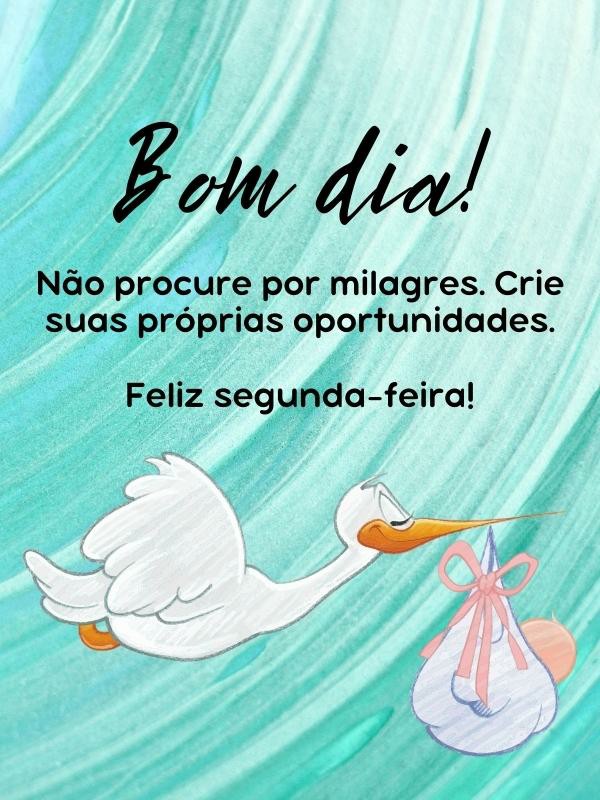 Bom dia!
Não procure por milagres. Crie
suas próprias oportunidades.
Feliz segunda-feira!